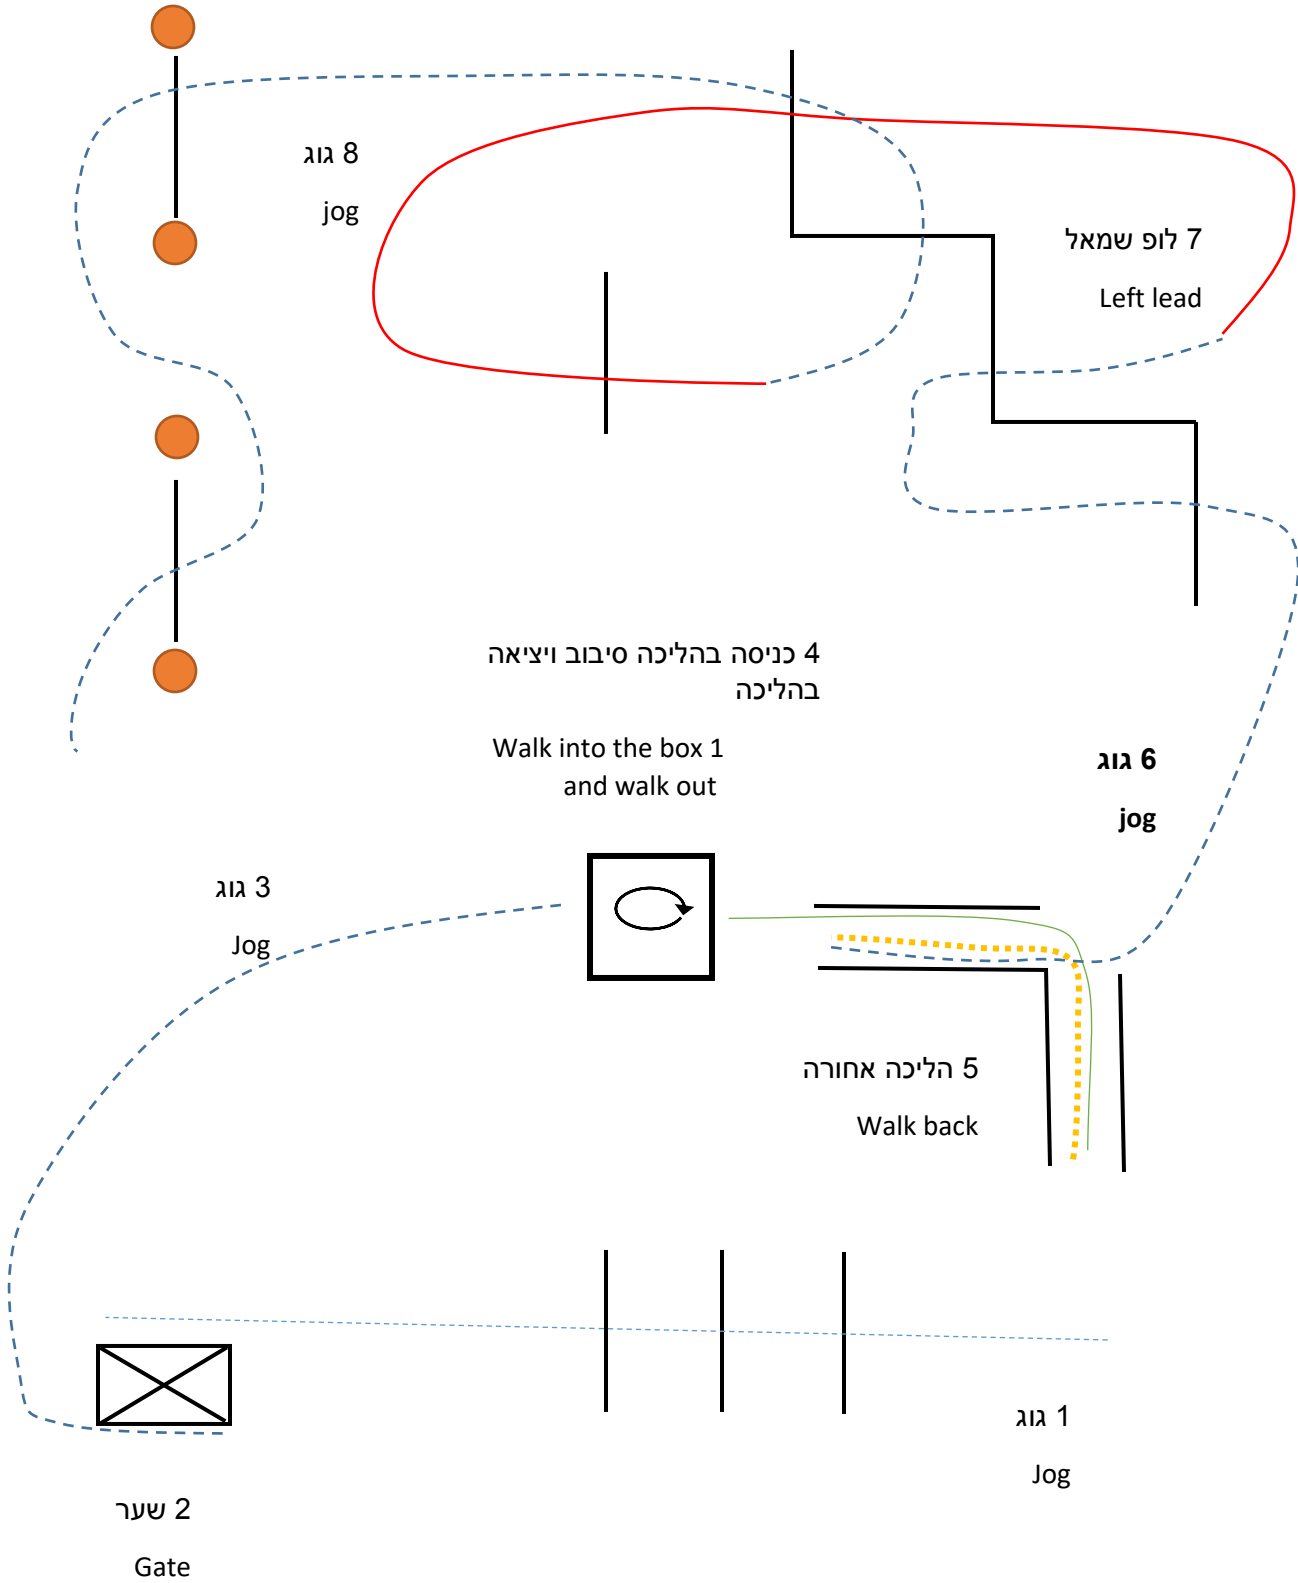 8 גוג
jog
7 לופ שמאל
Left lead
4 כניסה בהליכה סיבוב ויציאה
בהליכה
Walk into the box 1
and walk out
6 גוג
jog
3 גוג
Jog
5 הליכה אחורה
Walk back
1 גוג
Jog
2 שער
Gate